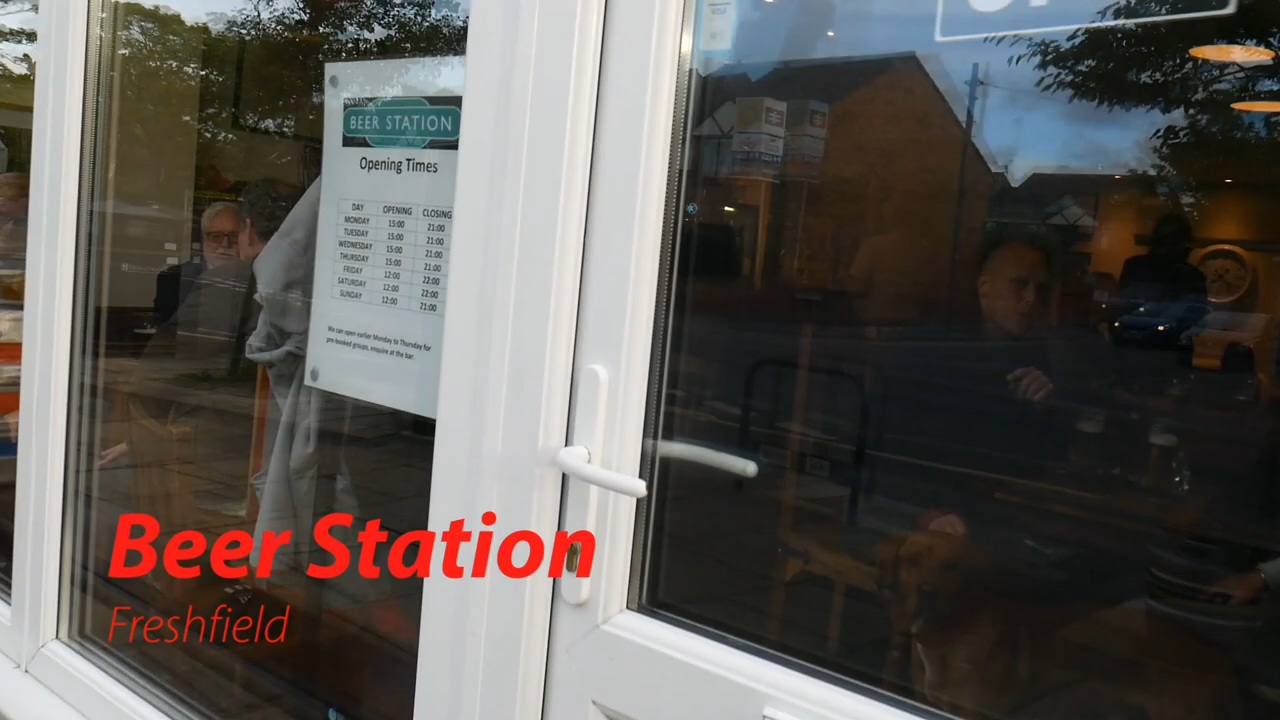 BEER STATION
Opening Times
DAY OPENING CLOSING
MONDAY 15:00 21:00
TUESDAY 15:00 21:00
WEDNESDAY 15:00 21:00
THURSDAY 15:00 21:00
FRIDAY 12:00 22:00
SATURDAY 12:00 22:00
SUNDAY 12:00 21:00
We can open earlier Monday to Thursday for
pre-booked groups, enquire at the bar.
Beer Station
Freshfield